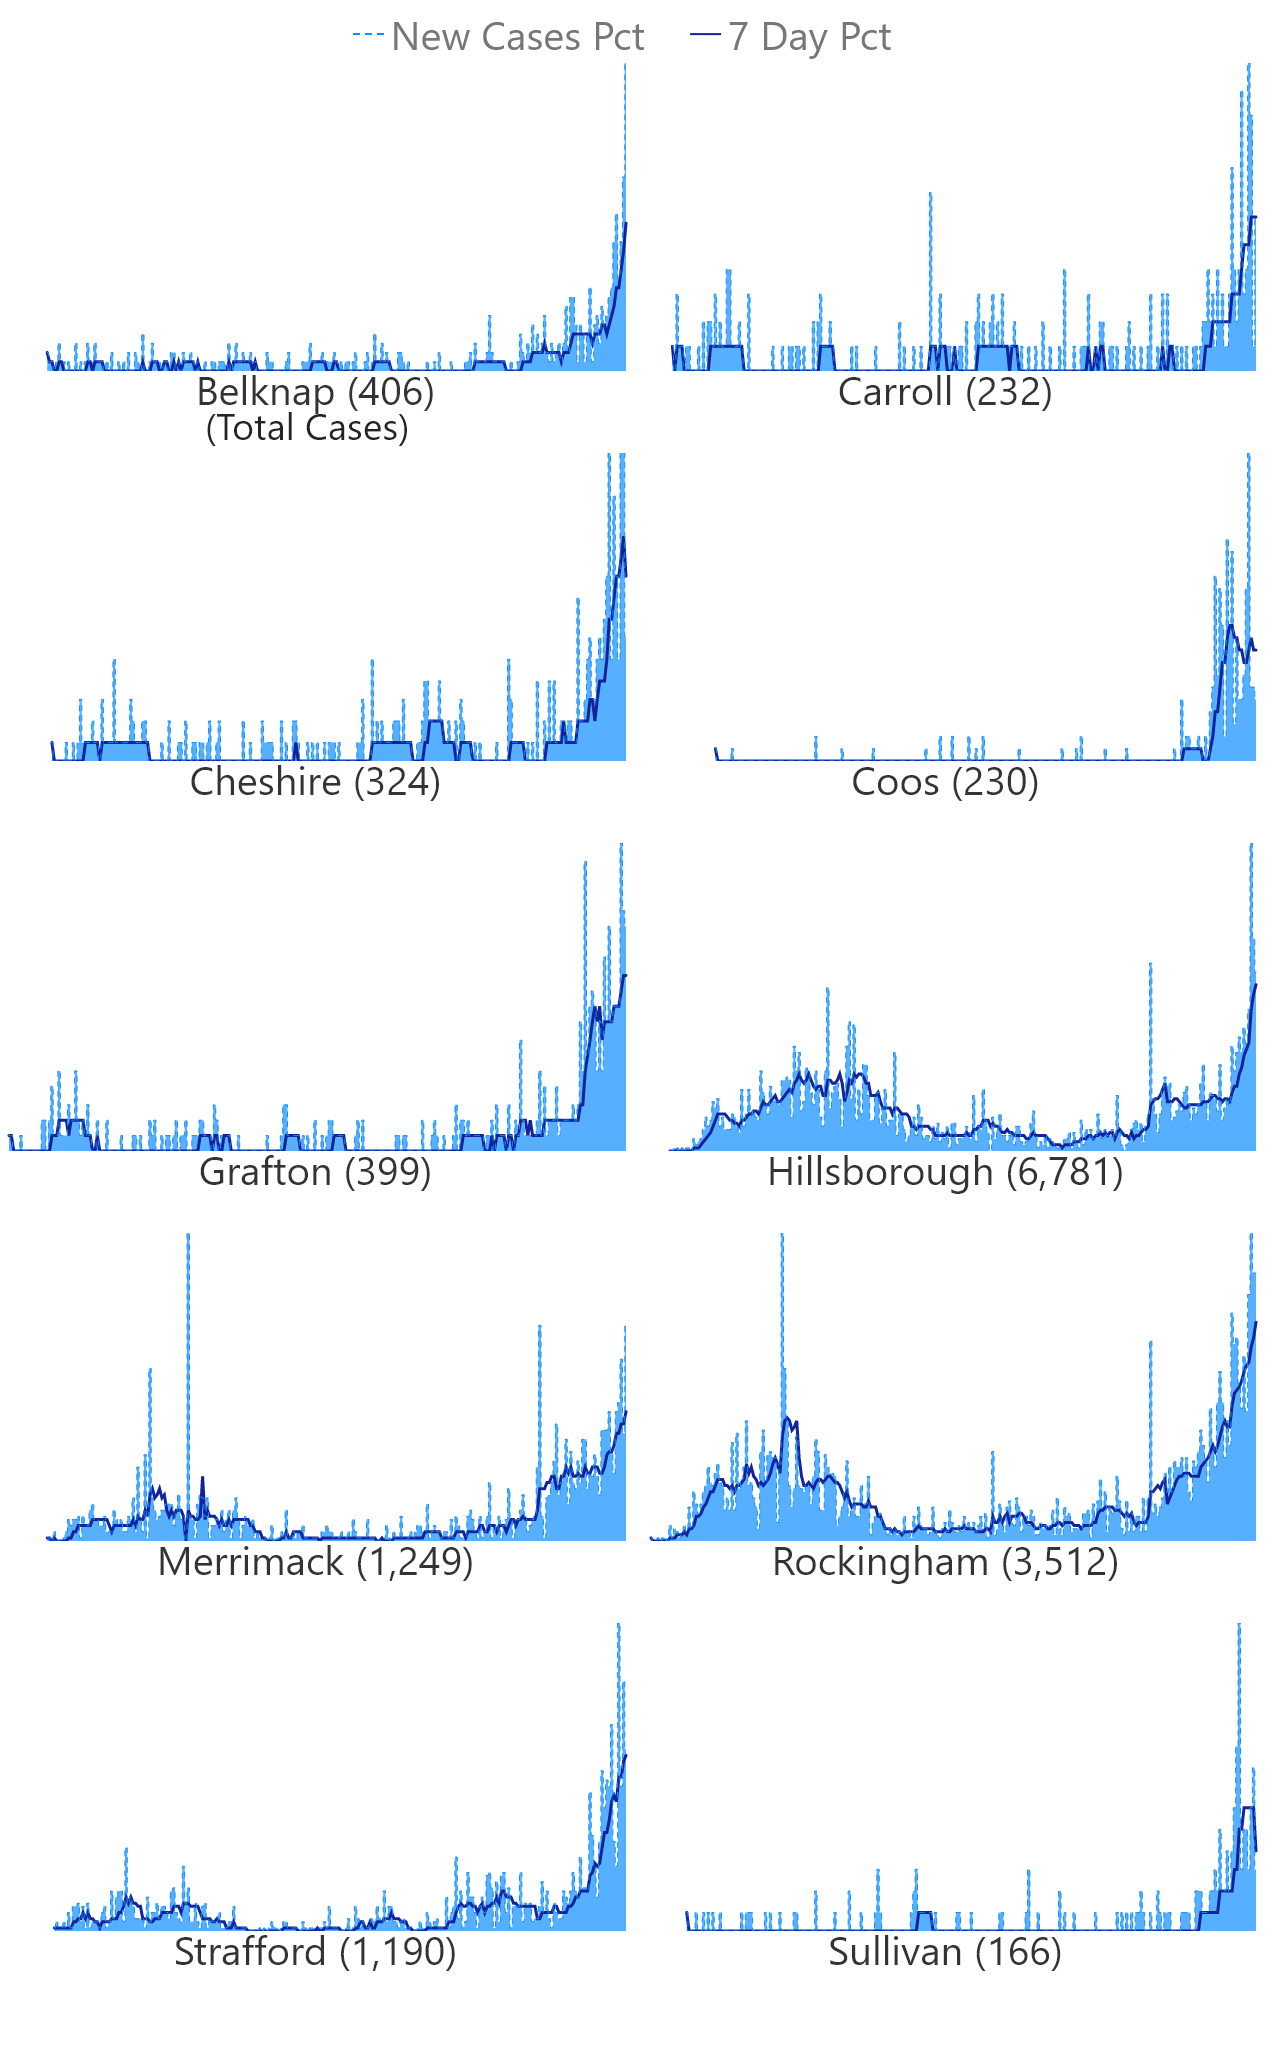 New Cases Pct 7 Day Pct
Belknap (406) Carroll (232)
(Total Cases)
Cheshire (324) Coos (230)
Grafton (399) Hillsborough (6,781)
Merrimack (1,249) Rockingham (3,512)
Strafford (1,190) Sullivan (166)